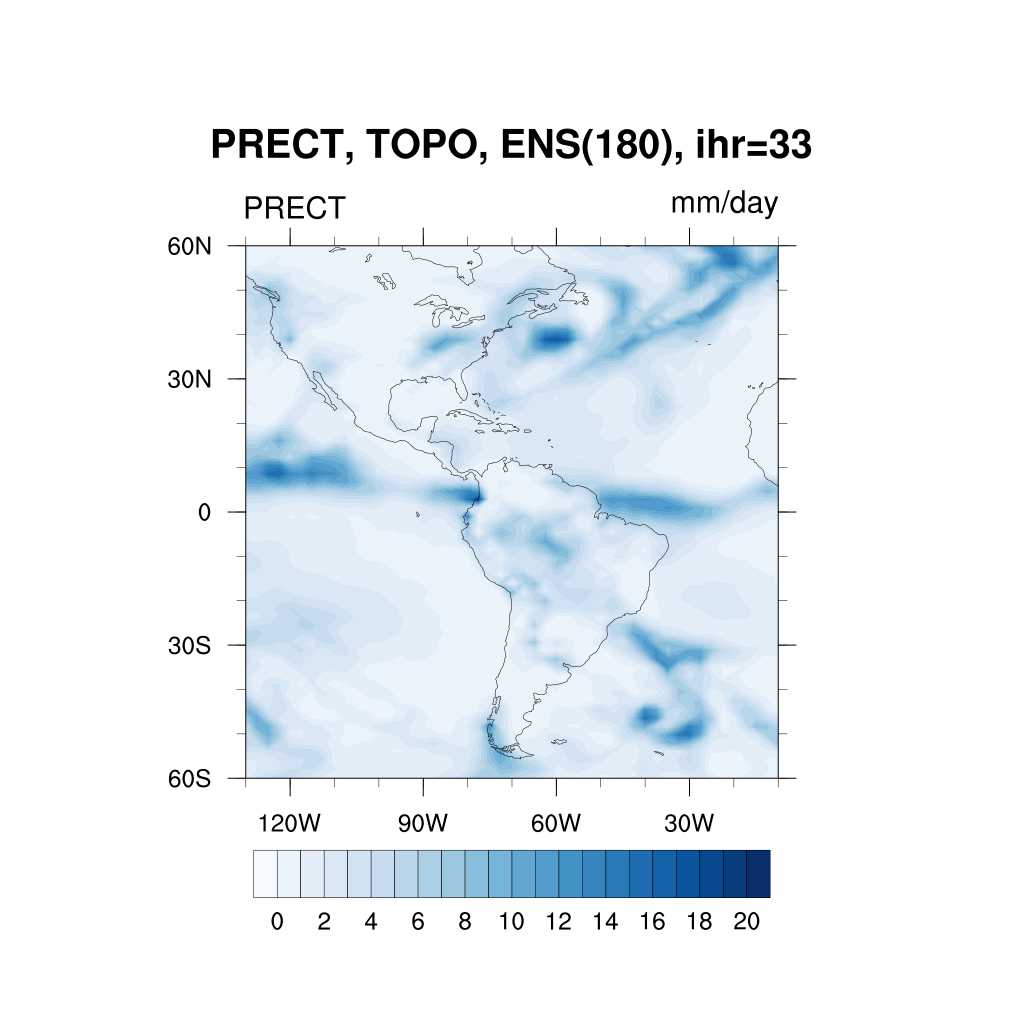 PRECT, TOPO, ENS(180), ihr=33
PRECT mm/day
60N
30N
0
30S
60S
120W 90W 60W 30W
0 2 4 6 8 10 12 14 16 18 20